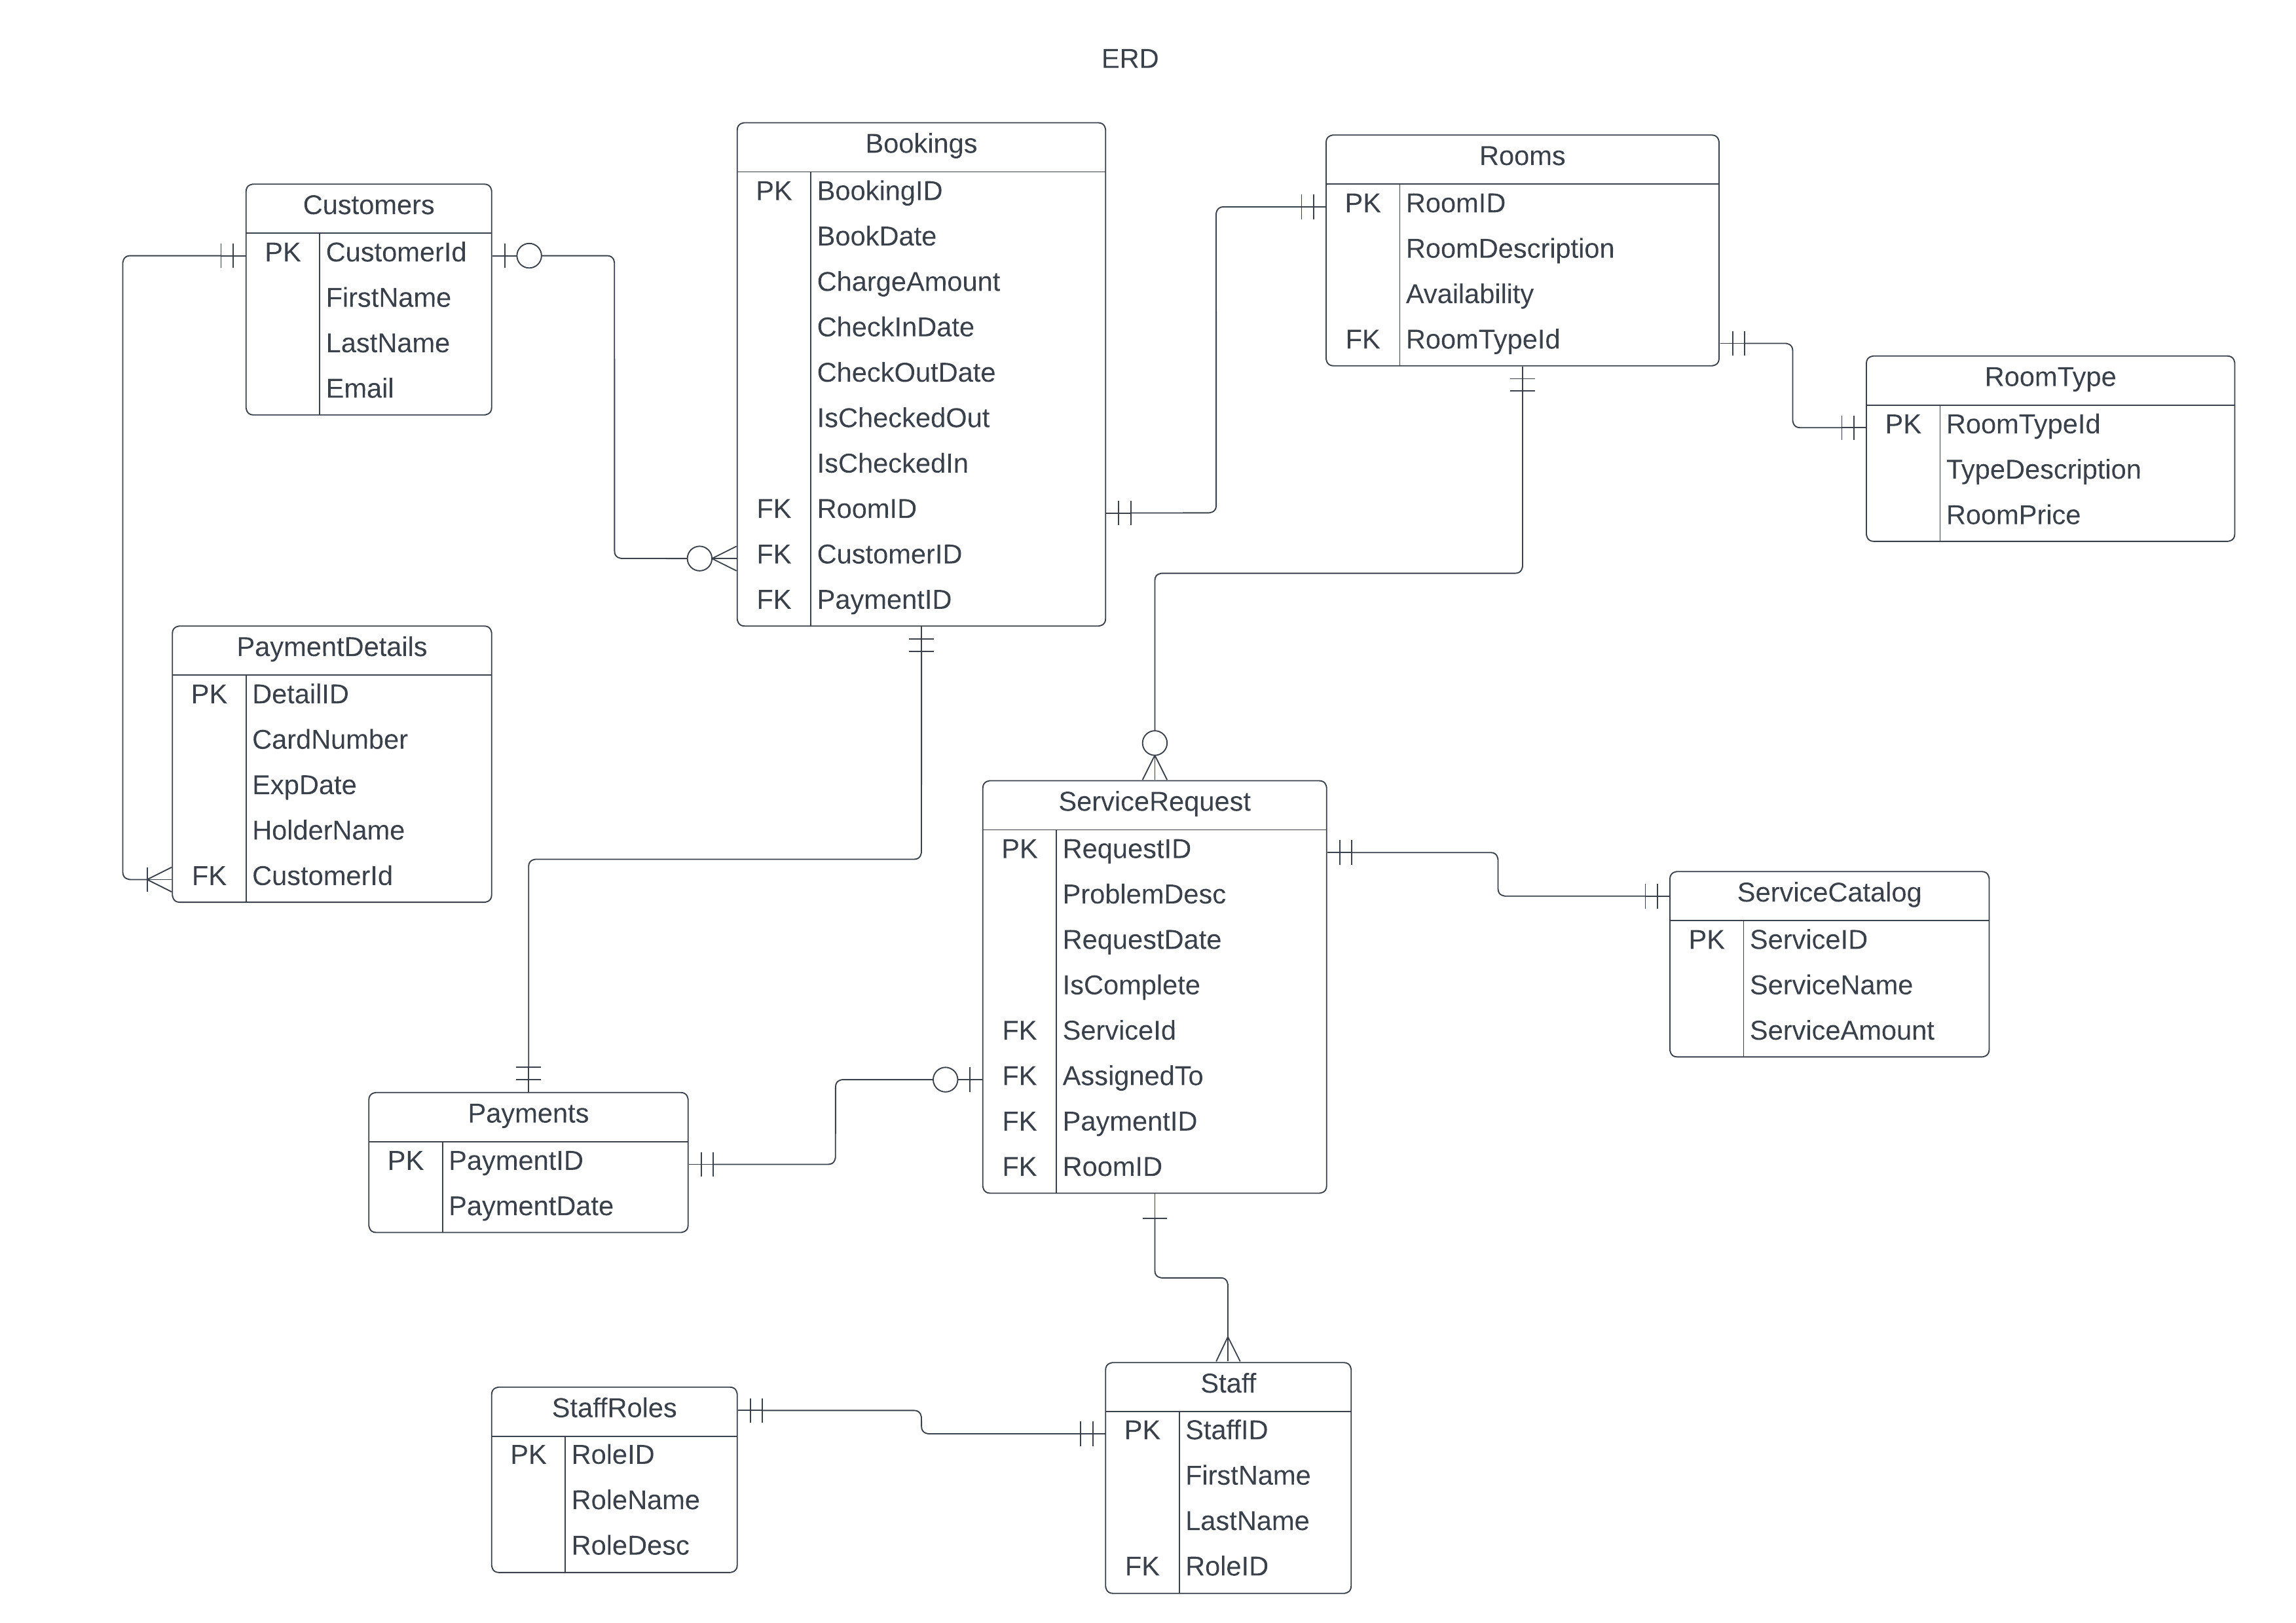 ERD
Customers
PK CustomerId
FirstName
LastName
Email
Bookings
PK BookingID
BookDate
ChargeAmount
CheckInDate
CheckOutDate
IsCheckedOut
IsCheckedIn
FK RoomID
FK CustomerID
FK PaymentID
Rooms
PK RoomID
RoomDescription
Availability
FK RoomTypeId
RoomType
PK RoomTypeId
TypeDescription
RoomPrice
PaymentDetails
PK DetailID
CardNumber
ExpDate
HolderName
FK CustomerId
ServiceRequest
PK RequestID
ProblemDesc
RequestDate
IsComplete
FK ServiceId
FK AssignedTo
FK PaymentID
FK RoomID
ServiceCatalog
PK ServiceID
ServiceName
ServiceAmount
Payments
PK PaymentID
PaymentDate
StaffRoles
PK RoleID
RoleName
RoleDesc
Staff
PK StaffID
FirstName
LastName
FK RoleID